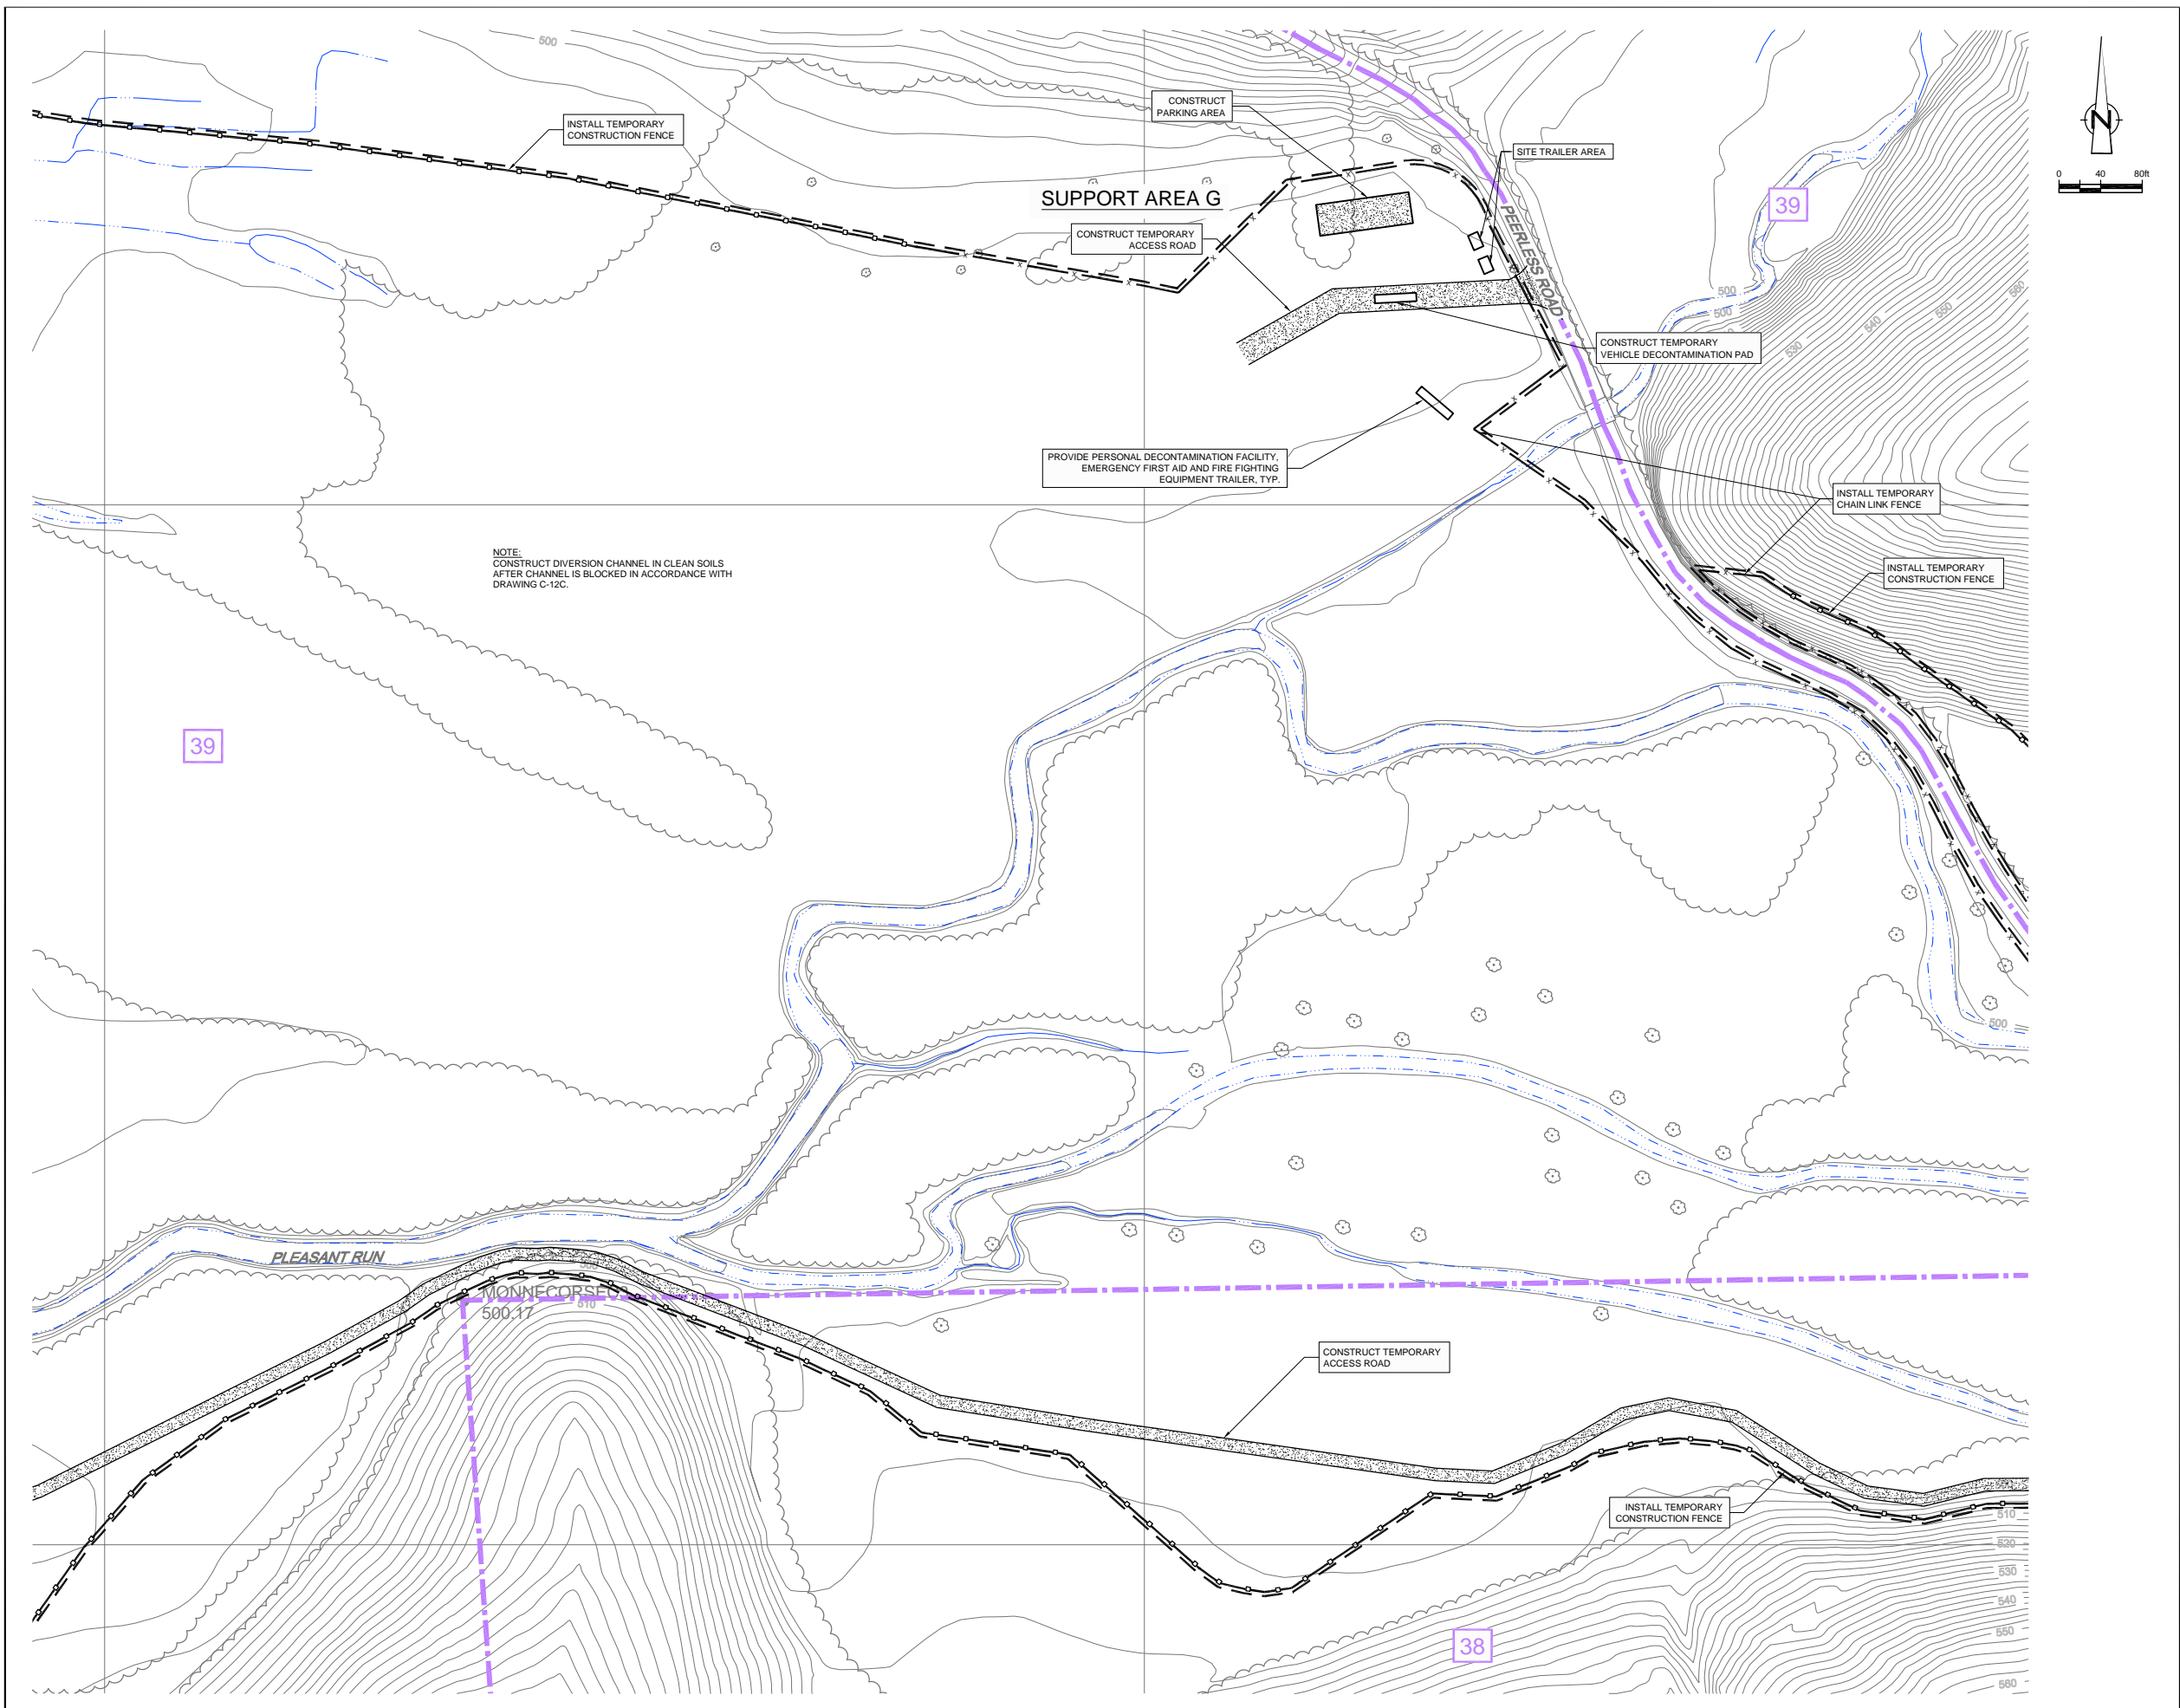 500
CONSTRUCT
PARKING AREA
INSTALL TEMPORARY
CONSTRUCTION FENCE
SITE TRAILER AREA
N
0 40 80ft
SUPPORT AREA G
39
PEERLESS ROAD
CONSTRUCT TEMPORARY
ACCESS ROAD
500
500
560
550
540
530
CONSTRUCT TEMPORARY
VEHICLE DECONTAMINATION PAD
PROVIDE PERSONAL DECONTAMINATION FACILITY,
EMERGENCY FIRST AID AND FIRE FIGHTING
EQUIPMENT TRAILER, TYP.
INSTALL TEMPORARY
CHAIN LINK FENCE
NOTE:
CONSTRUCT DIVERSION CHANNEL IN CLEAN SOILS
AFTER CHANNEL IS BLOCKED IN ACCORDANCE WITH
DRAWING C-12C.
INSTALL TEMPORARY
CONSTRUCTION FENCE
39
500
PLEASANT RUN
510
500.17
CONSTRUCT TEMPORARY
ACCESS ROAD
INSTALL TEMPORARY
CONSTRUCTION FENCE
510
520
530
540
550
560
38